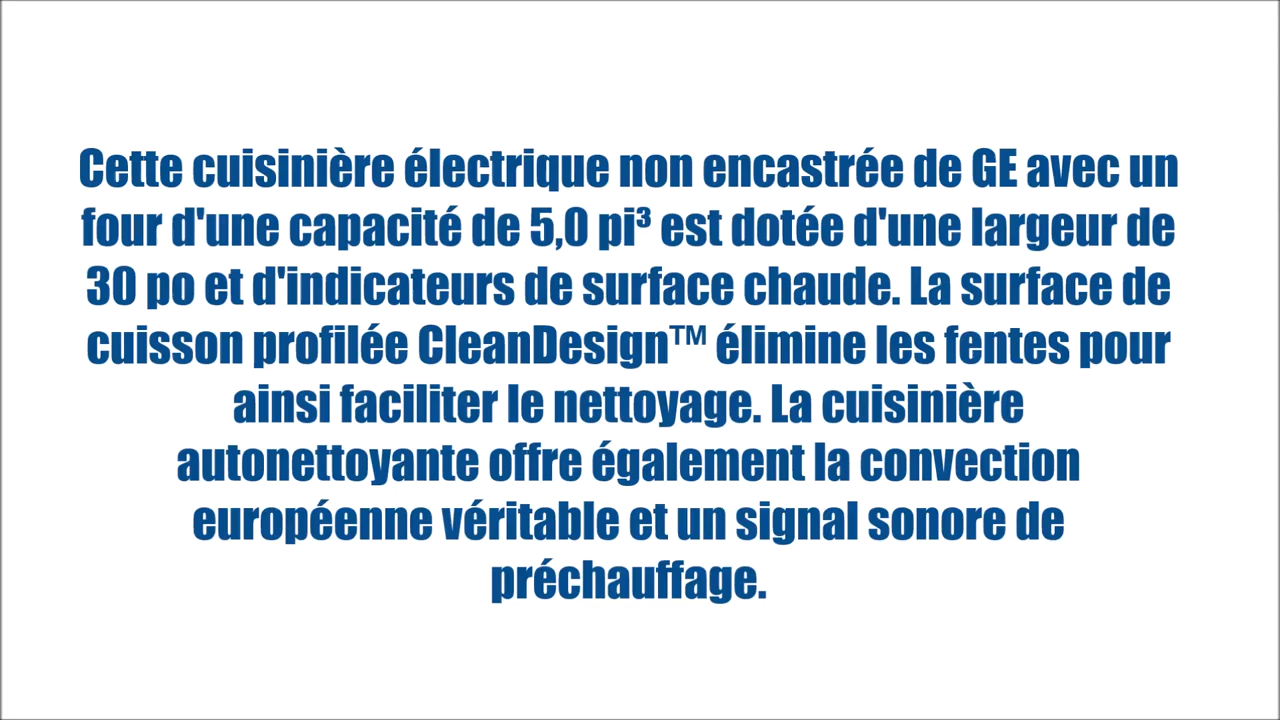 Cette cuisinière électrique non encastrée de GE avec un
four d'une capacité de 5,0 pi³ est dotée d'une largeur de
30 po et d'indicateurs de surface chaude. La surface de
cuisson profilée CleanDesign™ élimine les fentes pour
ainsi faciliter le nettoyage. La cuisinière
autonettoyante offre également la convection
européenne véritable et un signal sonore de
préchauffage.